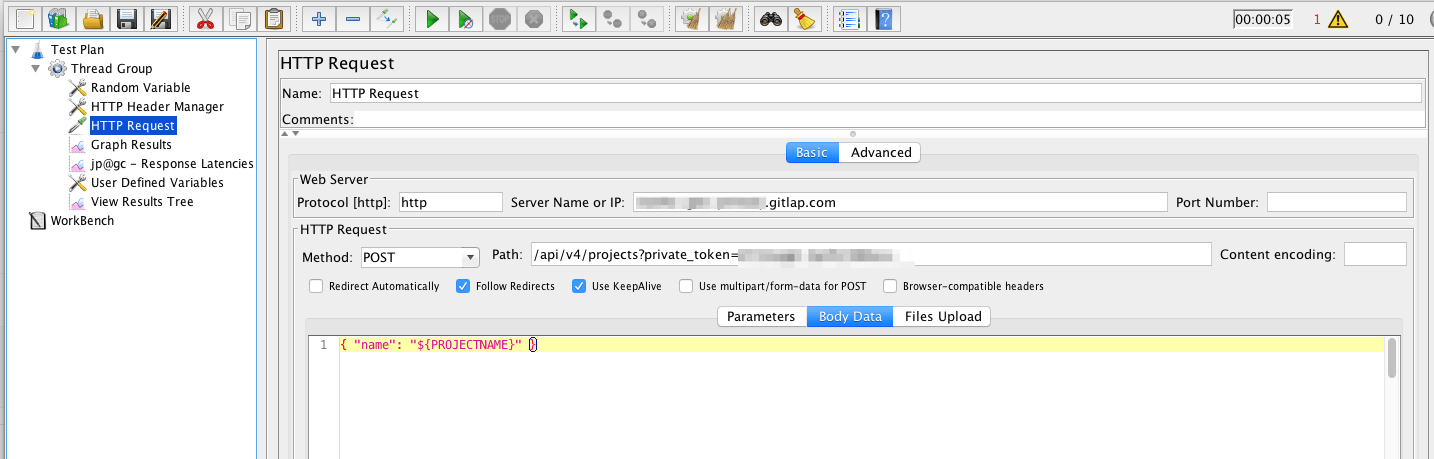 STOP
00:00:05 1 0 / 10
Test Plan
Thread Group
Random Variable
HTTP Header Manager
HTTP Request
Graph Results
jp@gc - Response Latencies
User Defined Variables
View Results Tree
WorkBench
HTTP Request
Name: HTTP Request
Comments:
Basic Advanced
Web Server
Protocol [http]: http Server Name or IP: .gitlap.com Port Number:
HTTP Request
Method: POST Path: /api/v4/projects?private_token= Content encoding:
Redirect Automatically Follow Redirects Use KeepAlive Use multipart/form-data for POST Browser-compatible headers
Parameters Body Data Files Upload
1 { "name": "${PROJECTNAME}" }